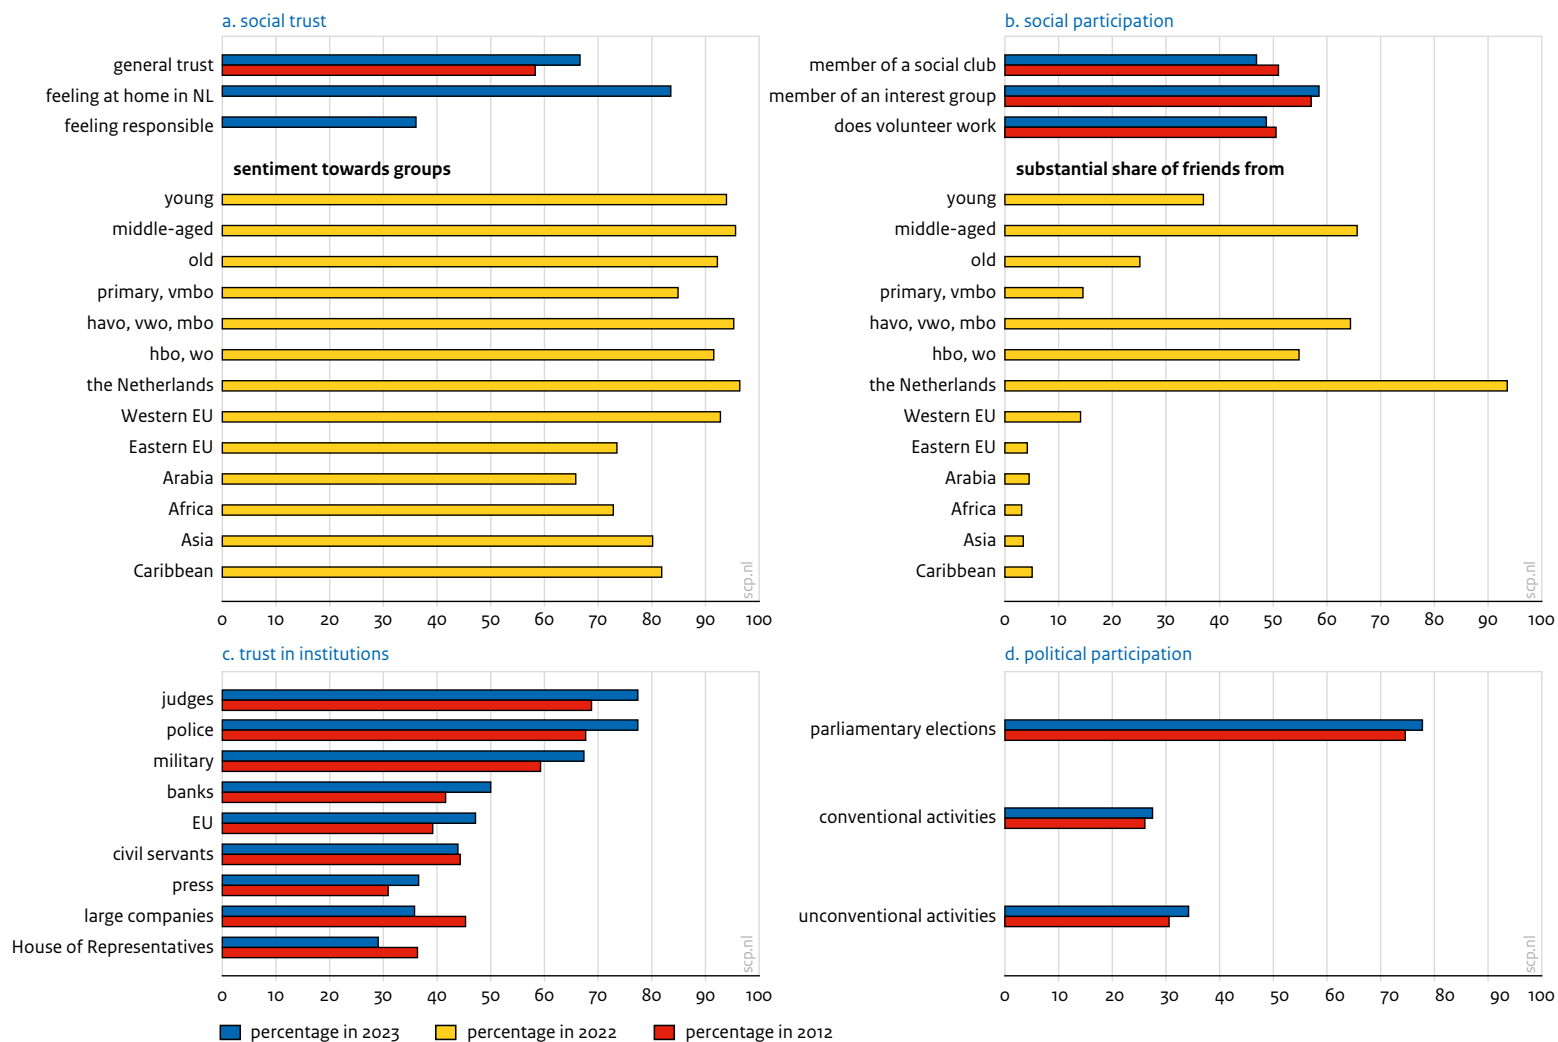 a. social trust
general trust
feeling at home in NL
feeling responsible
sentiment towards groups
young
middle-aged
old
primary, vmbo
havo, vwo, mbo
hbo, wo
the Netherlands
Western EU
Eastern EU
Arabia
Africa
Asia
Caribbean
scp.nl
0 10 20 30 40 50 60 70 80 90 100
b. social participation
member of a social club
member of an interest group
does volunteer work
substantial share of friends from
young
middle-aged
old
primary, vmbo
havo, vwo, mbo
hbo, wo
the Netherlands
Western EU
Eastern EU
Arabia
Africa
Asia
Caribbean
scp.nl
0 10 20 30 40 50 60 70 80 90 100
c. trust in institutions
judges
police
military
banks
EU
civil servants
press
large companies
House of Representatives
scp.nl
0 10 20 30 40 50 60 70 80 90 100
d. political participation
parliamentary elections
conventional activities
unconventional activities
scp.nl
0 10 20 30 40 50 60 70 80 90 100
percentage in 2023 percentage in 2022 percentage in 2012